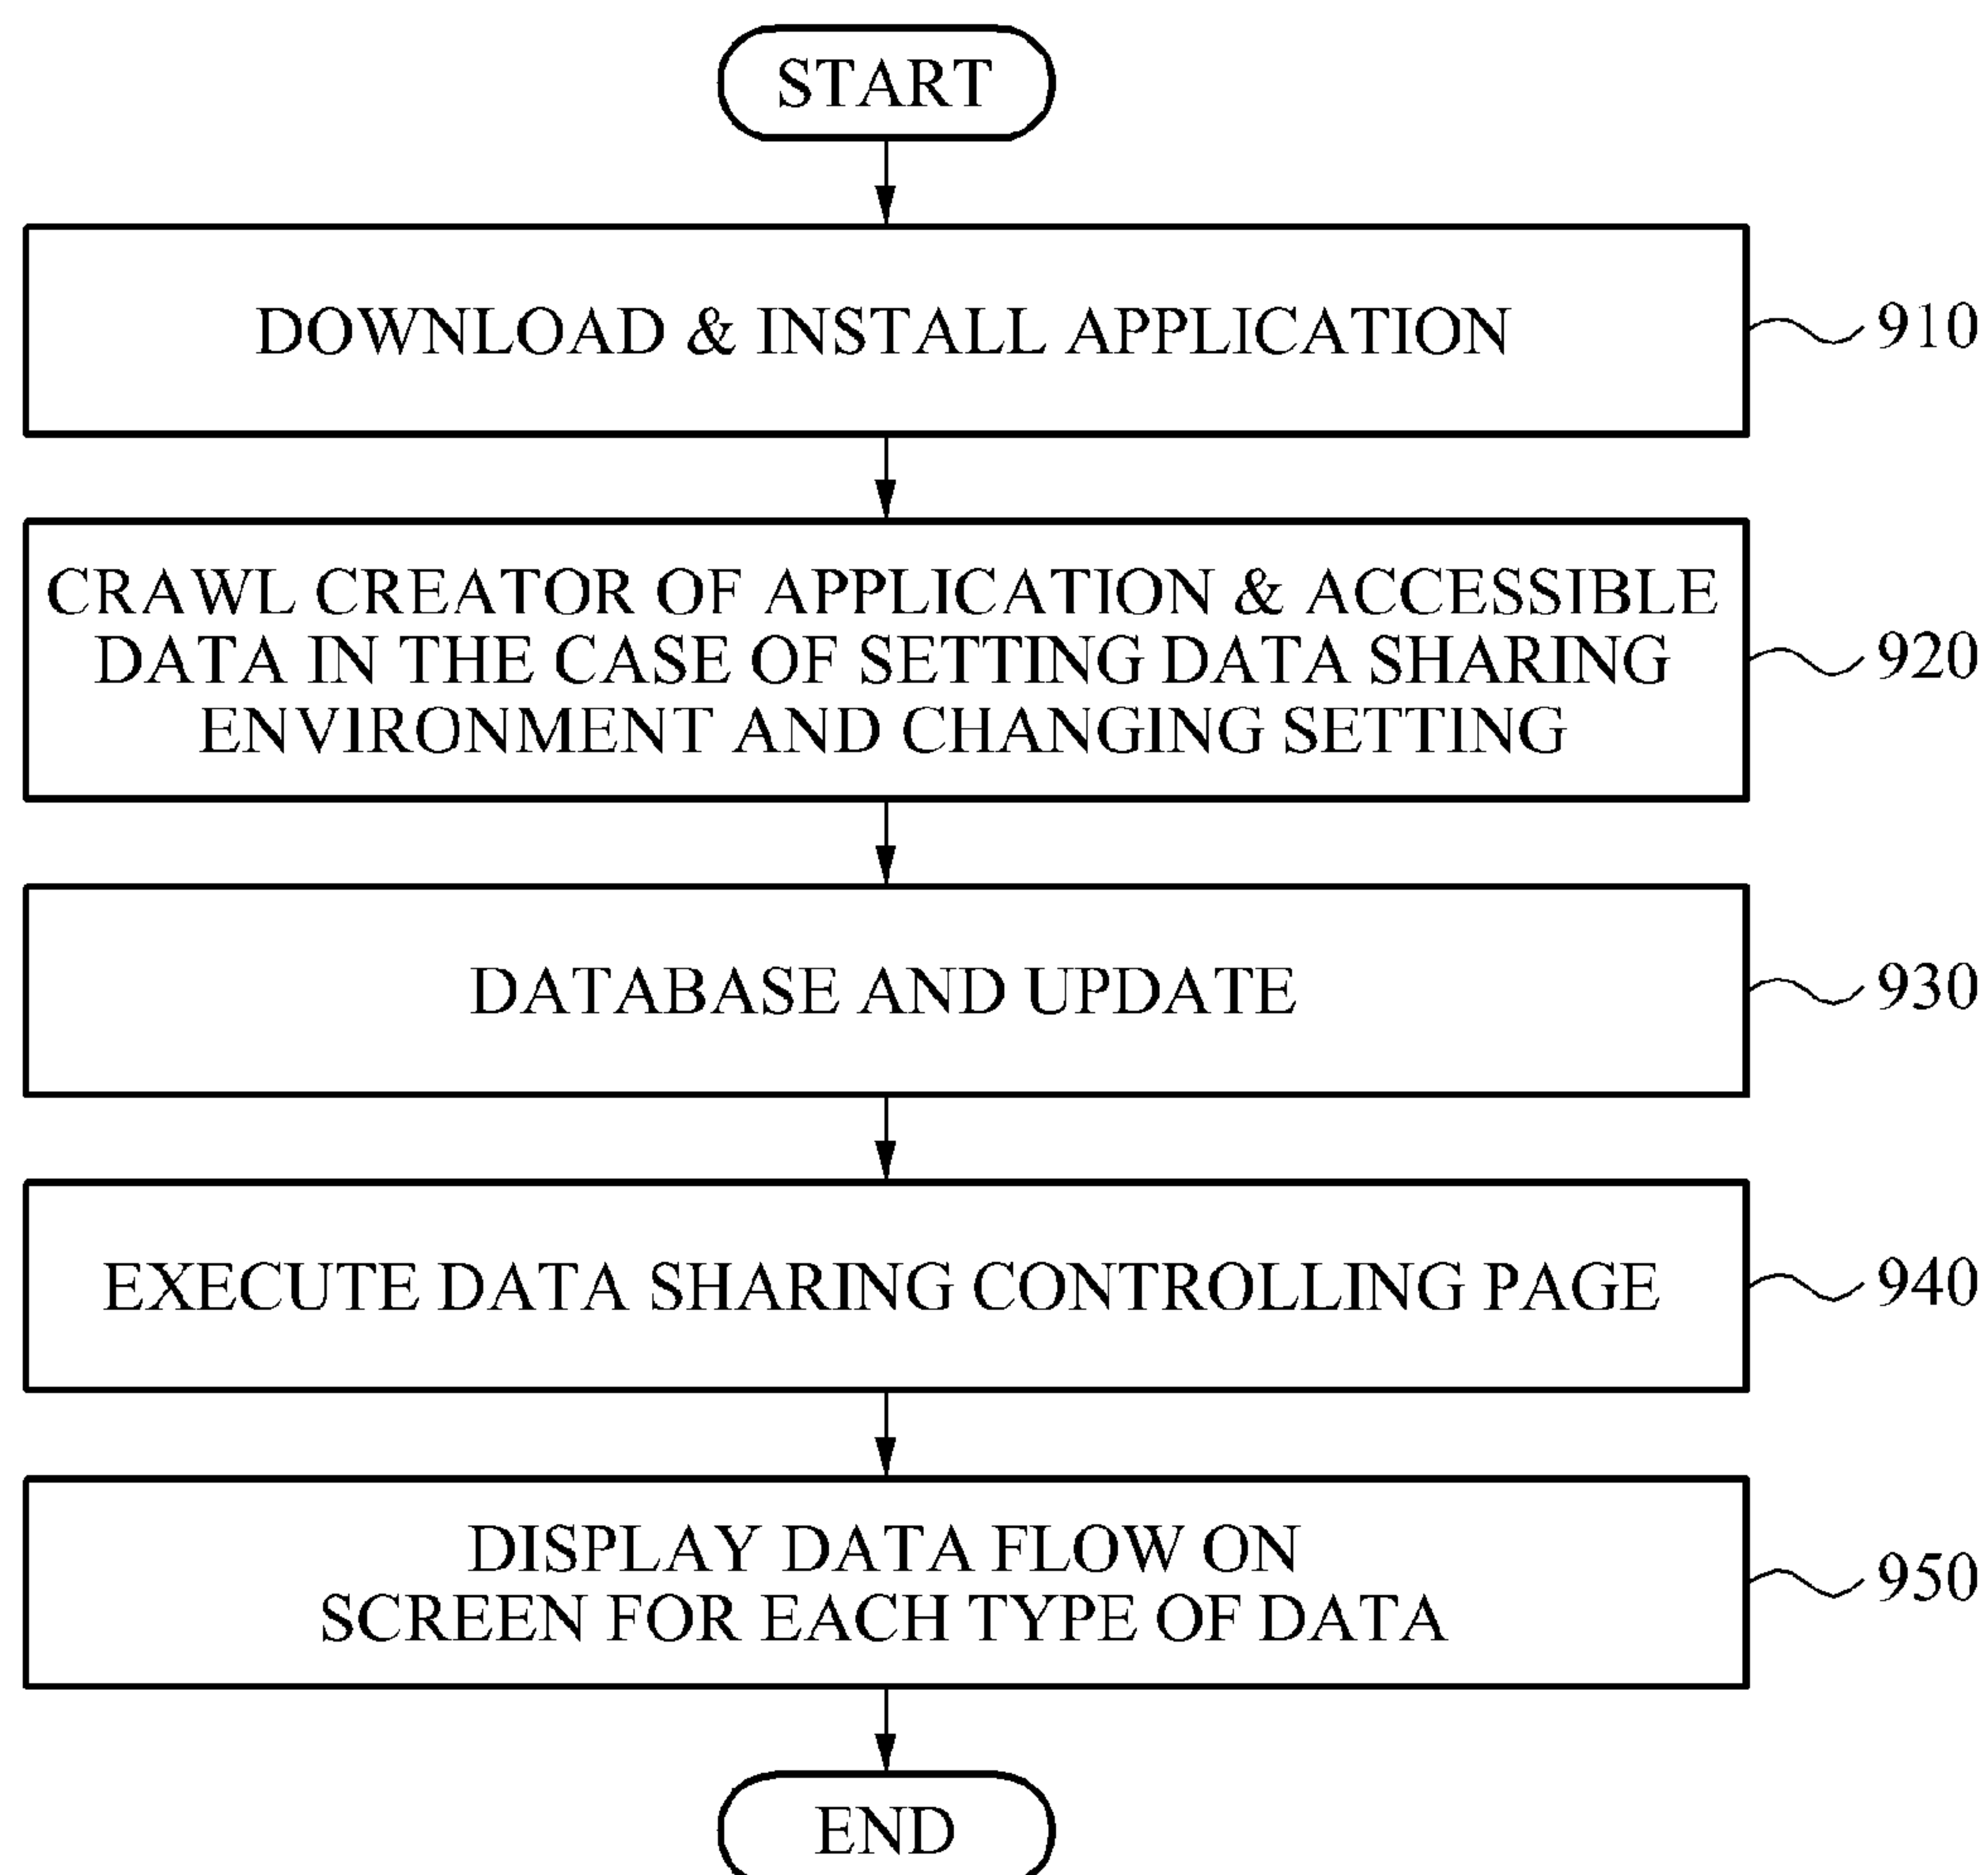 START
DOWNLOAD & INSTALL APPLICATION
910
CRAWL CREATOR OF APPLICATION & ACCESSIBLE
DATA IN THE CASE OF SETTING DATA SHARING
ENVIRONMENT AND CHANGING SETTING
920
DATABASE AND UPDATE
930
EXECUTE DATA SHARING CONTROLLING PAGE
940
DISPLAY DATA FLOW ON
SCREEN FOR EACH TYPE OF DATA
950
END